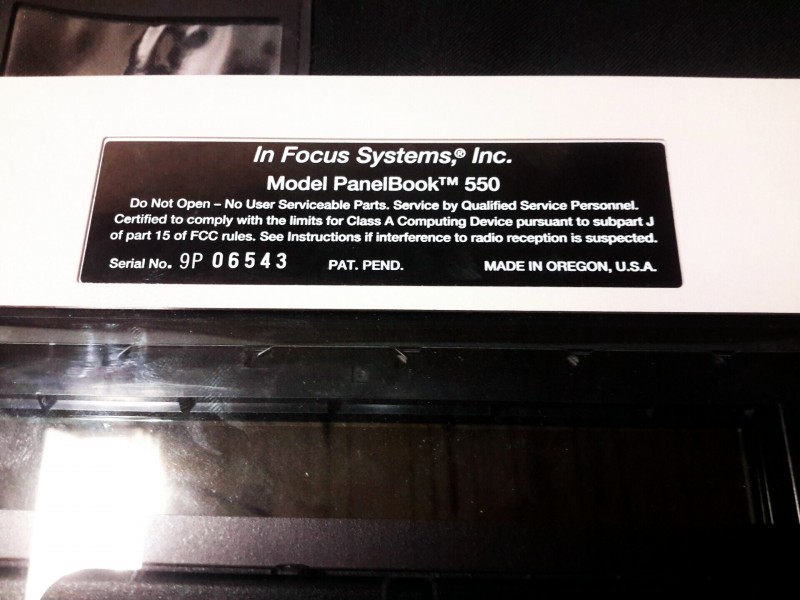 In Focus Systems,® Inc.
Model PanelBook™ 550
Do Not Open – No User Serviceable Parts. Service by Qualified Service Personnel.
Certified to comply with the limits for Class A Computing Device pursuant to subpart J
of part 15 of FCC rules. See Instructions if interference to radio reception is suspected.
Serial No. 9P 06543 PAT. PEND. MADE IN OREGON, U.S.A.